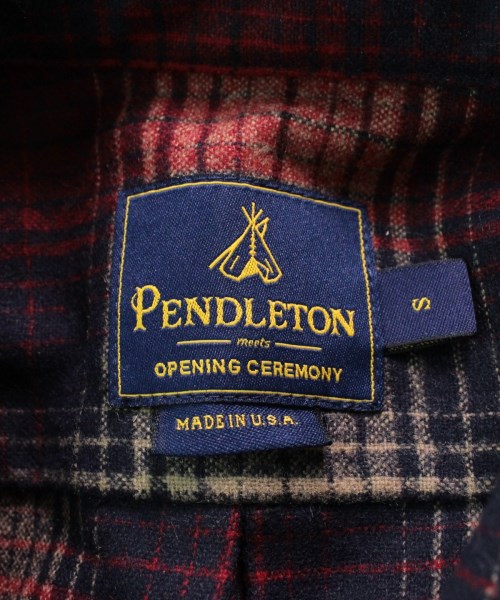 PENDLETON
meets
OPENING CEREMONY
S
MADE IN U.S.A.